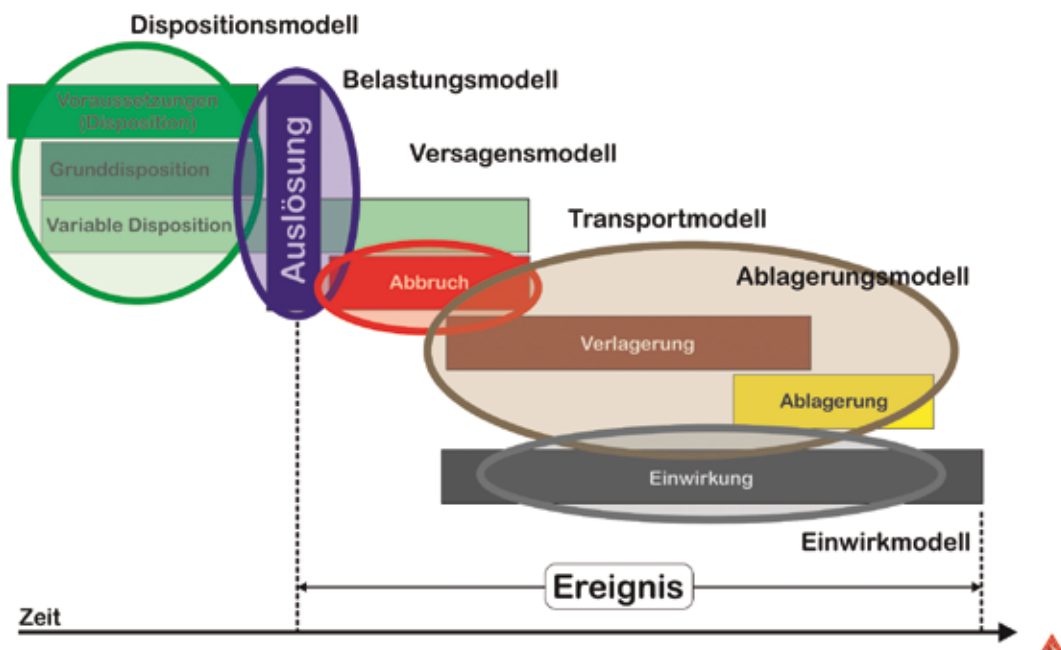 Dispositionsmodell
Belastungsmodell
Voraussetzungen
(Disposition)
Versagensmodell
Grunddisposition
Auslösung
Variable Disposition
Transportmodell
Ablagerungsmodell
Abbruch
Verlagerung
Ablagerung
Einwirkung
Einwirkmodell
Ereignis
Zeit